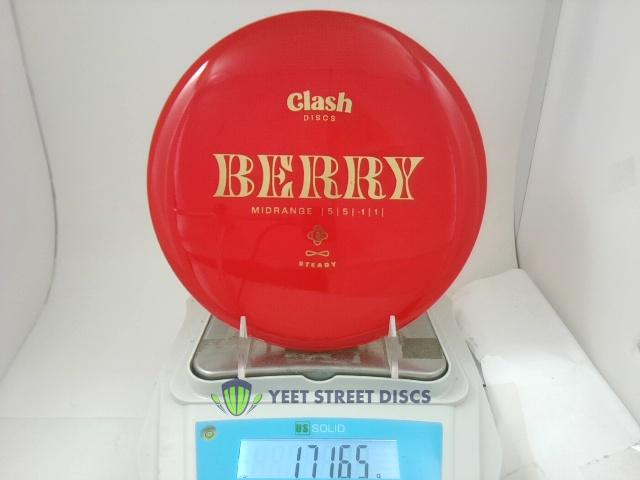 Clash
DISCS
BERRY
MIDRANGE | 5 | 5 | -1 | 1 |
STEADY
YEET STREET DISCS
US SOLID
171.65 g